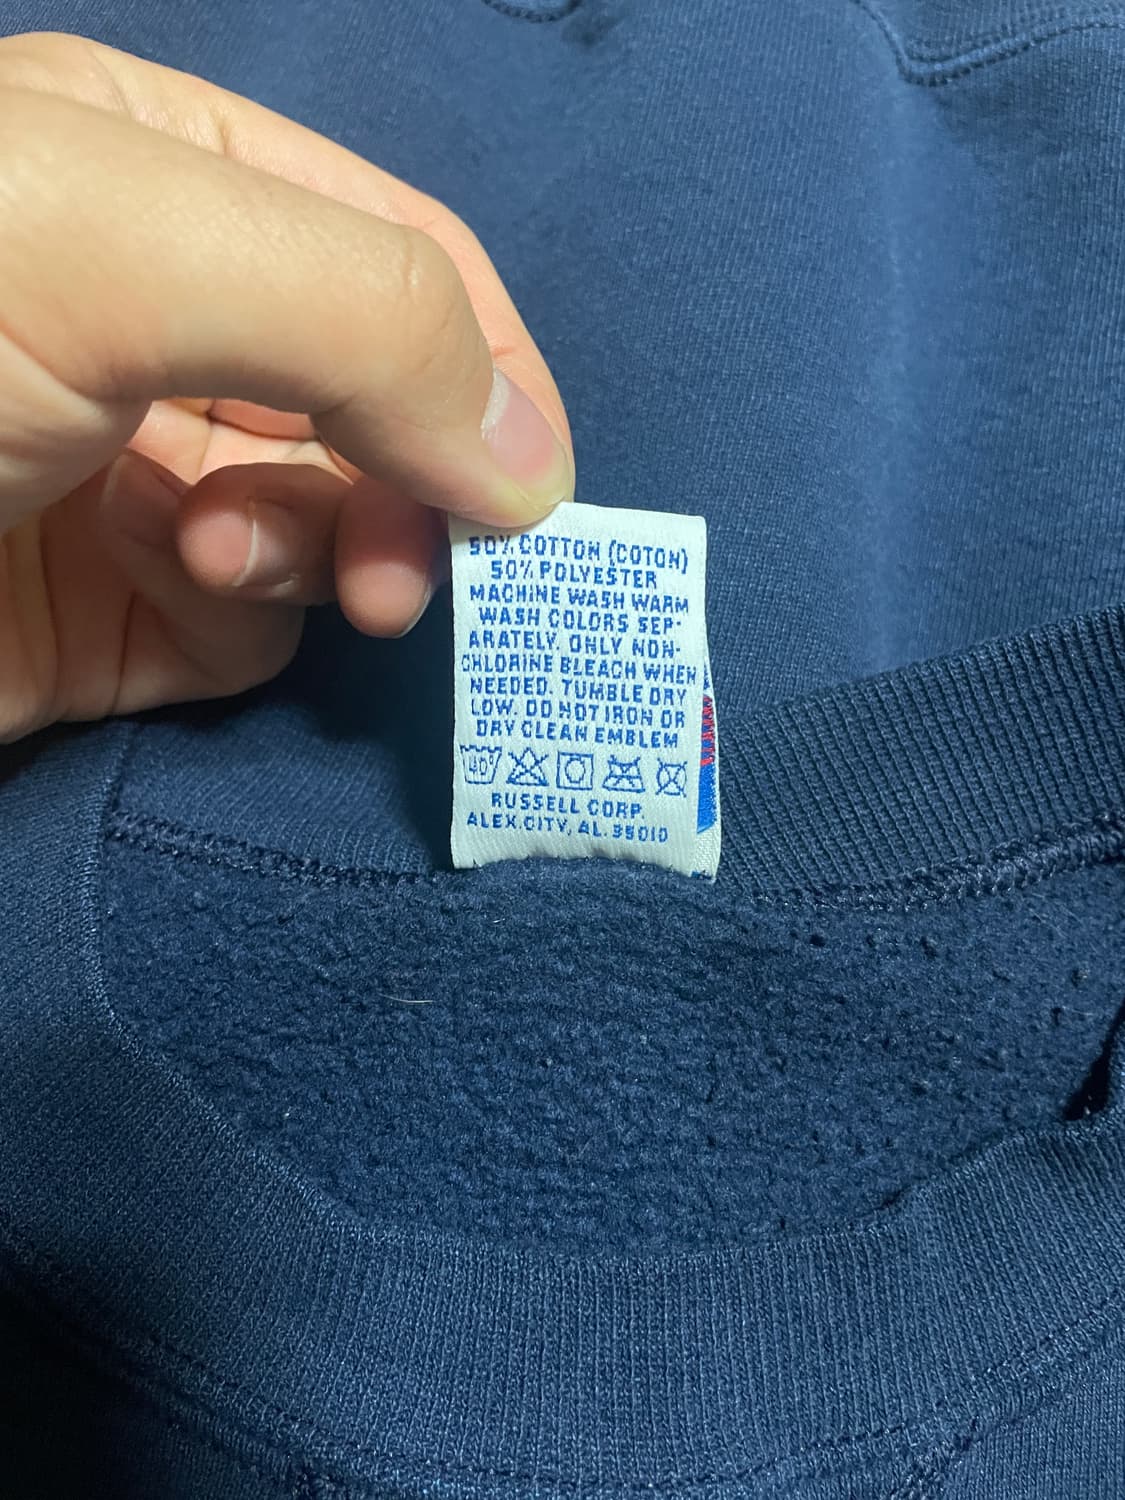 50% COTTON (COTON)
50% POLYESTER
MACHINE WASH WARM
WASH COLORS SEP-
ARATELY. ONLY NON-
CHLORINE BLEACH WHEN
NEEDED. TUMBLE DRY
LOW. DO NOT IRON OR
DRY CLEAN EMBLEM
40°
RUSSELL CORP.
ALEX.CITY, AL. 35010